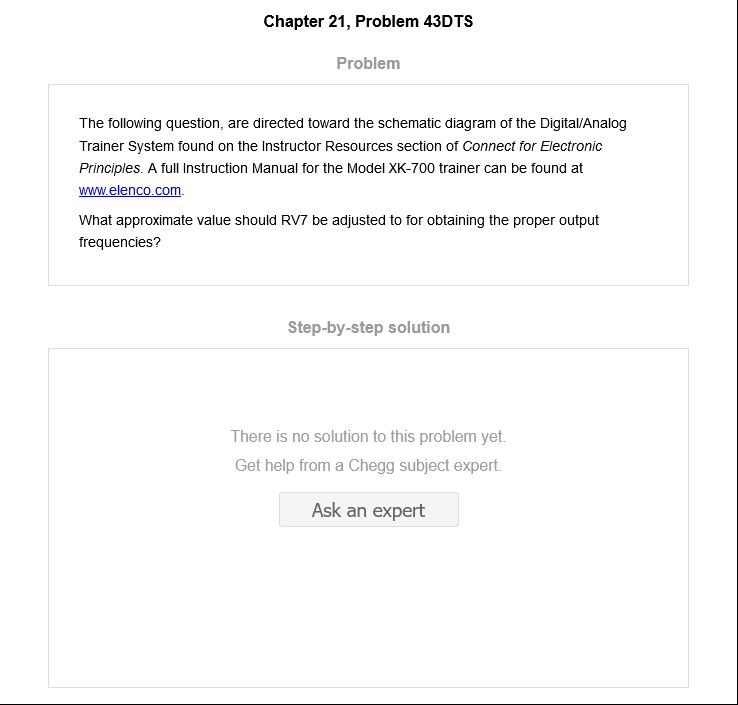 Chapter 21, Problem 43DTS
Problem
The following question, are directed toward the schematic diagram of the Digital/Analog
Trainer System found on the Instructor Resources section of Connect for Electronic
Principles. A full Instruction Manual for the Model XK-700 trainer can be found at
www.elenco.com.
What approximate value should RV7 be adjusted to for obtaining the proper output
frequencies?
Step-by-step solution
There is no solution to this problem yet.
Get help from a Chegg subject expert.
Ask an expert